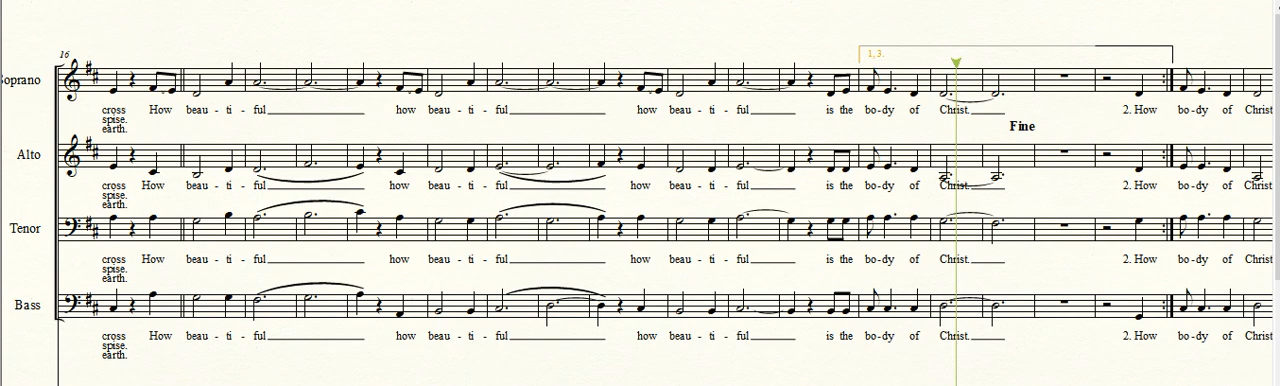 16
1,3.
Soprano
cross How beau - ti - ful how beau - ti - ful how beau - ti - ful is the bo-dy of Christ. 2. How bo-dy of Christ
spise.
earth.
Fine
Alto
cross How beau - ti - ful how beau - ti - ful how beau - ti - ful is the bo-dy of Christ. 2. How bo-dy of Christ
spise.
earth.
Tenor
cross How beau - ti - ful how beau - ti - ful how beau - ti - ful is the bo-dy of Christ. 2. How bo-dy of Christ
spise.
earth.
Bass
cross How beau - ti - ful how beau - ti - ful how beau - ti - ful is the bo-dy of Christ. 2. How bo-dy of Christ
spise.
earth.